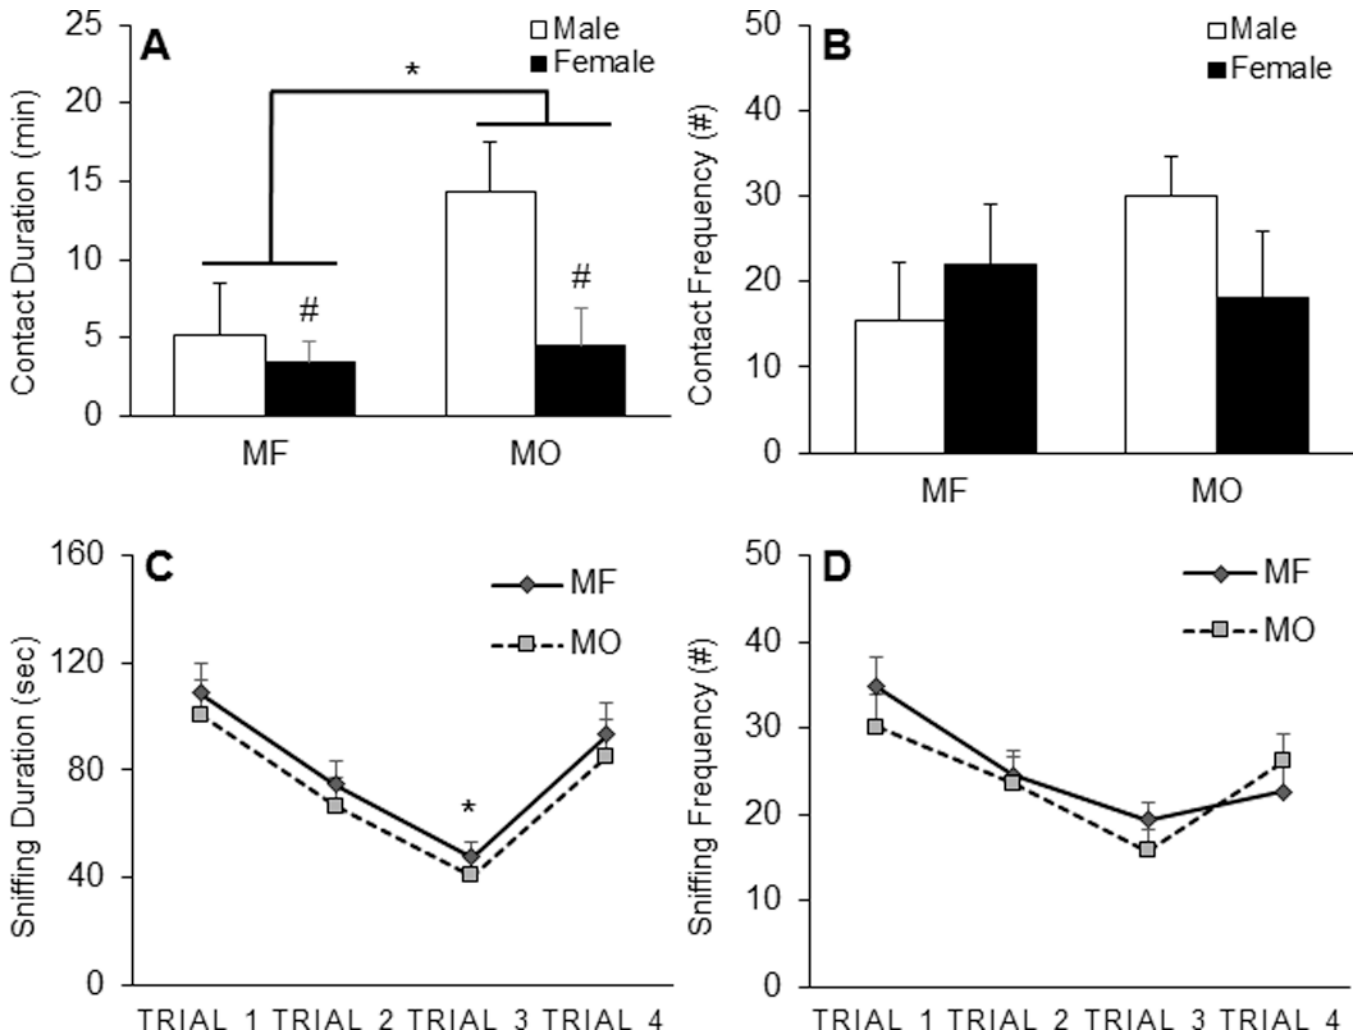 A
Male
Female
Contact Duration (min)
25
20
15
10
5
0
*
#
#
MF MO
B
Male
Female
Contact Frequency (#)
50
40
30
20
10
0
MF MO
C
MF
MO
Sniffing Duration (sec)
160
120
80
40
0
*
TRIAL 1 TRIAL 2 TRIAL 3 TRIAL 4
D
MF
MO
Sniffing Frequency (#)
50
40
30
20
10
0
TRIAL 1 TRIAL 2 TRIAL 3 TRIAL 4